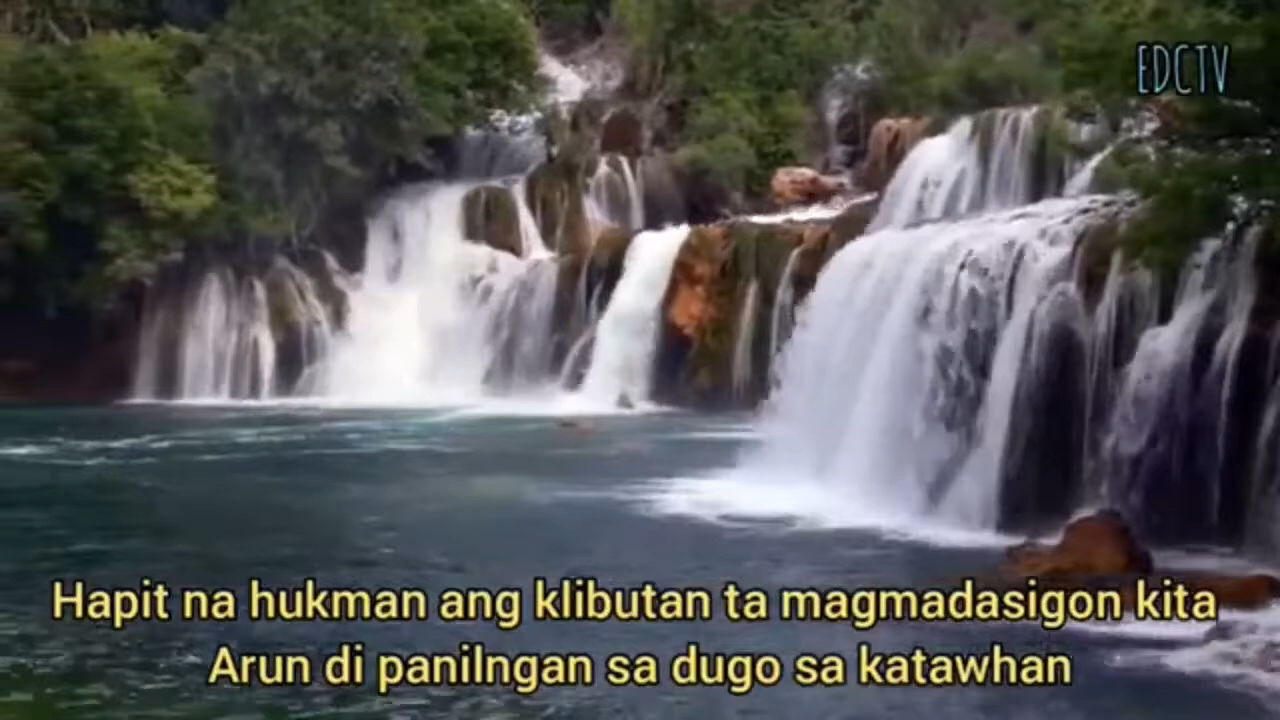 EDCTV
Hapit na hukman ang klibutan ta magmadasigon kita
Arun di panilngan sa dugo sa katawhan